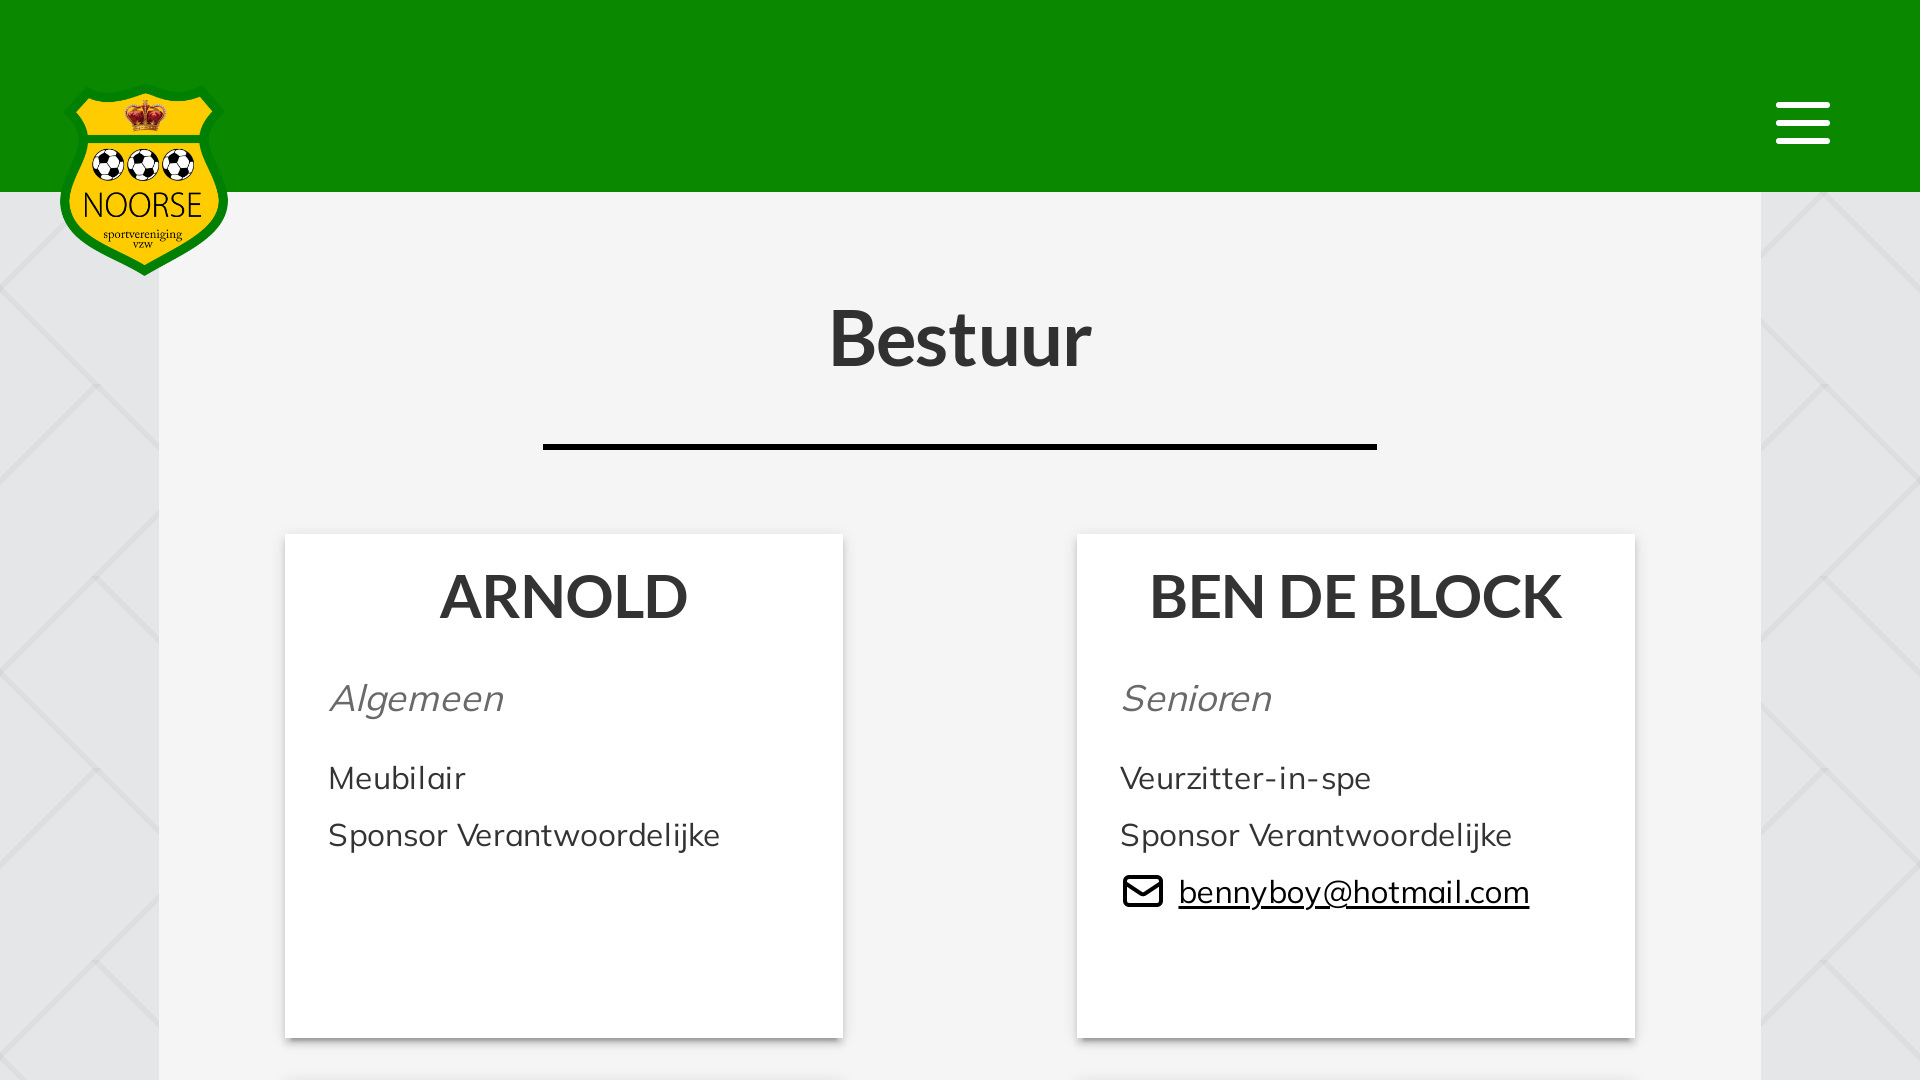 NOORSE
sportvereniging
vzw
Bestuur
ARNOLD
Algemeen
Meubilair
Sponsor Verantwoordelijke
BEN DE BLOCK
Senioren
Veurzitter-in-spe
Sponsor Verantwoordelijke
bennyboy@hotmail.com